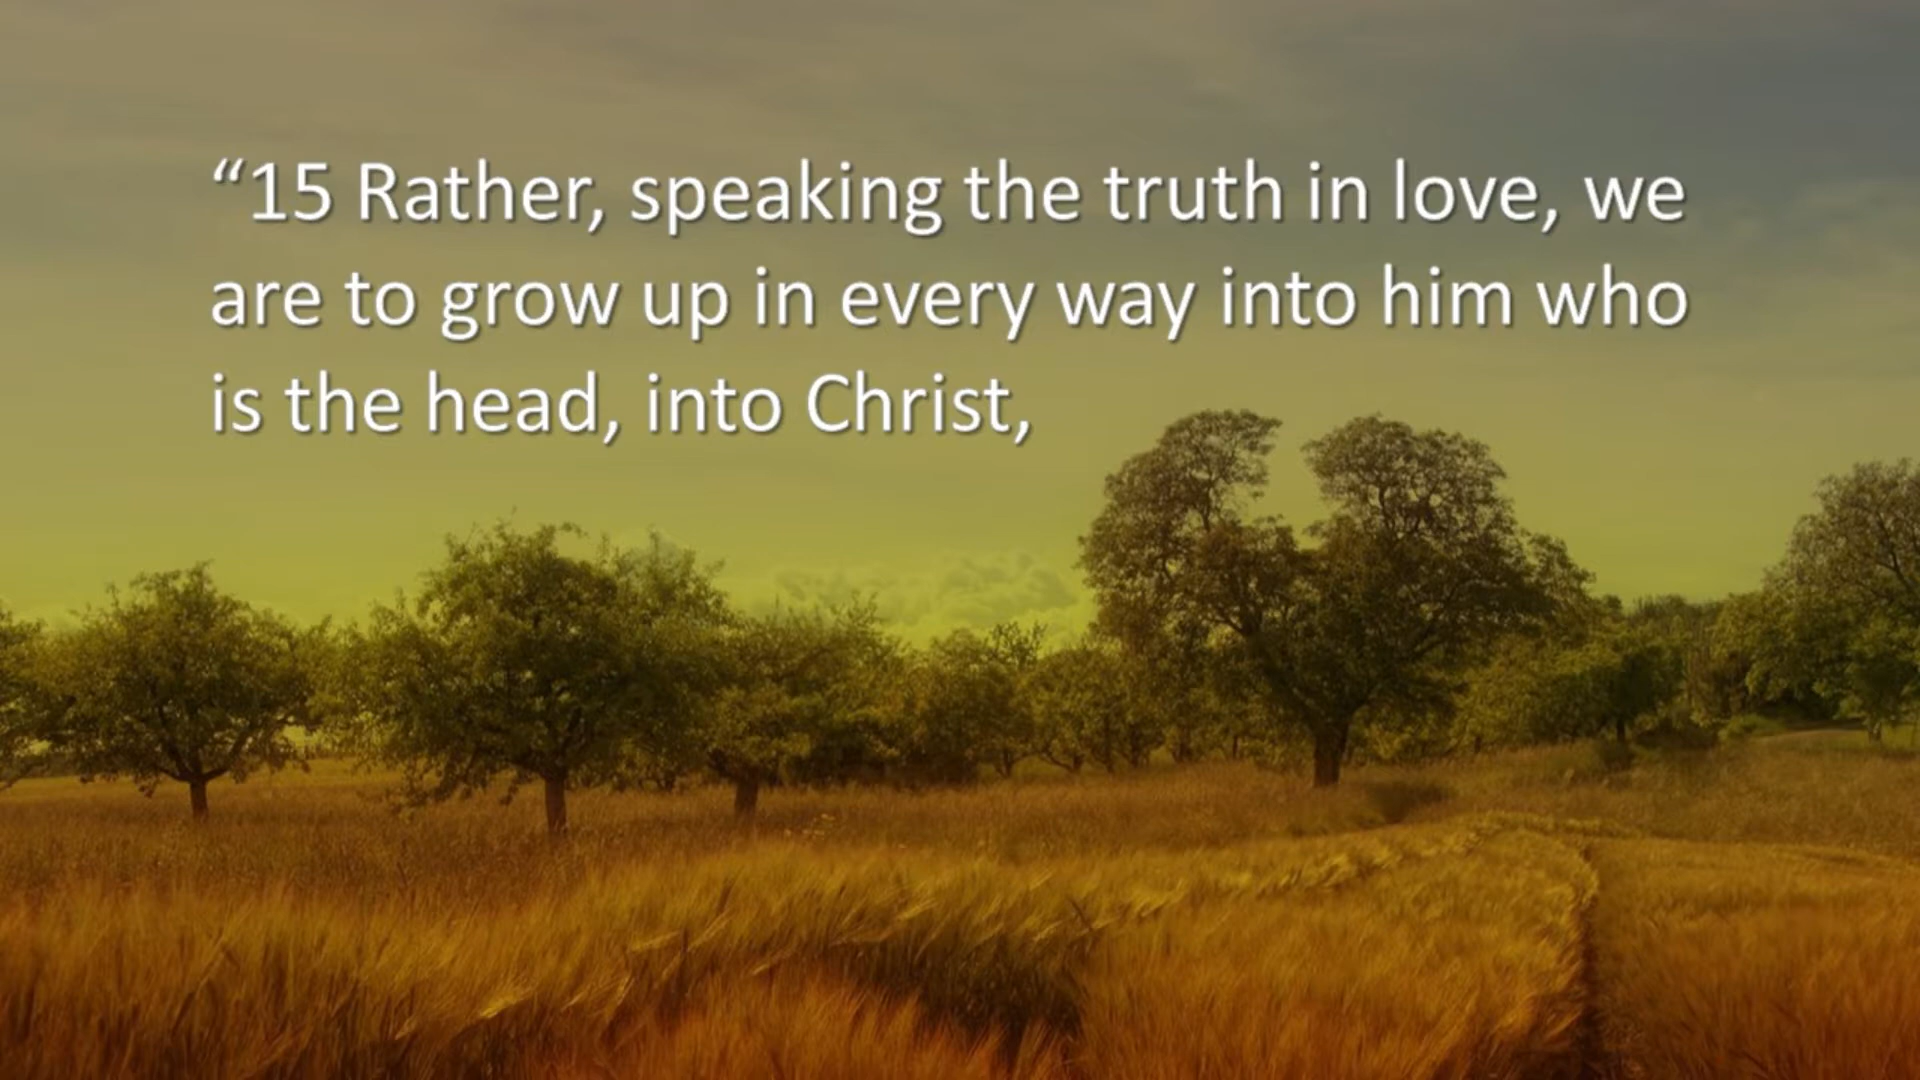 “15 Rather, speaking the truth in love, we
are to grow up in every way into him who
is the head, into Christ,